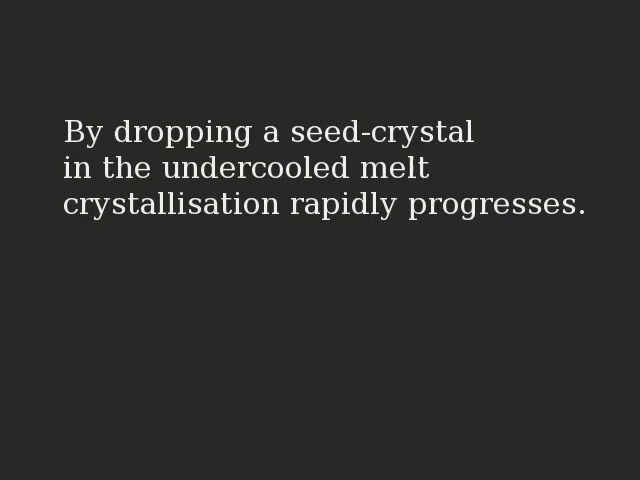 By dropping a seed-crystal
in the undercooled melt
crystallisation rapidly progresses.